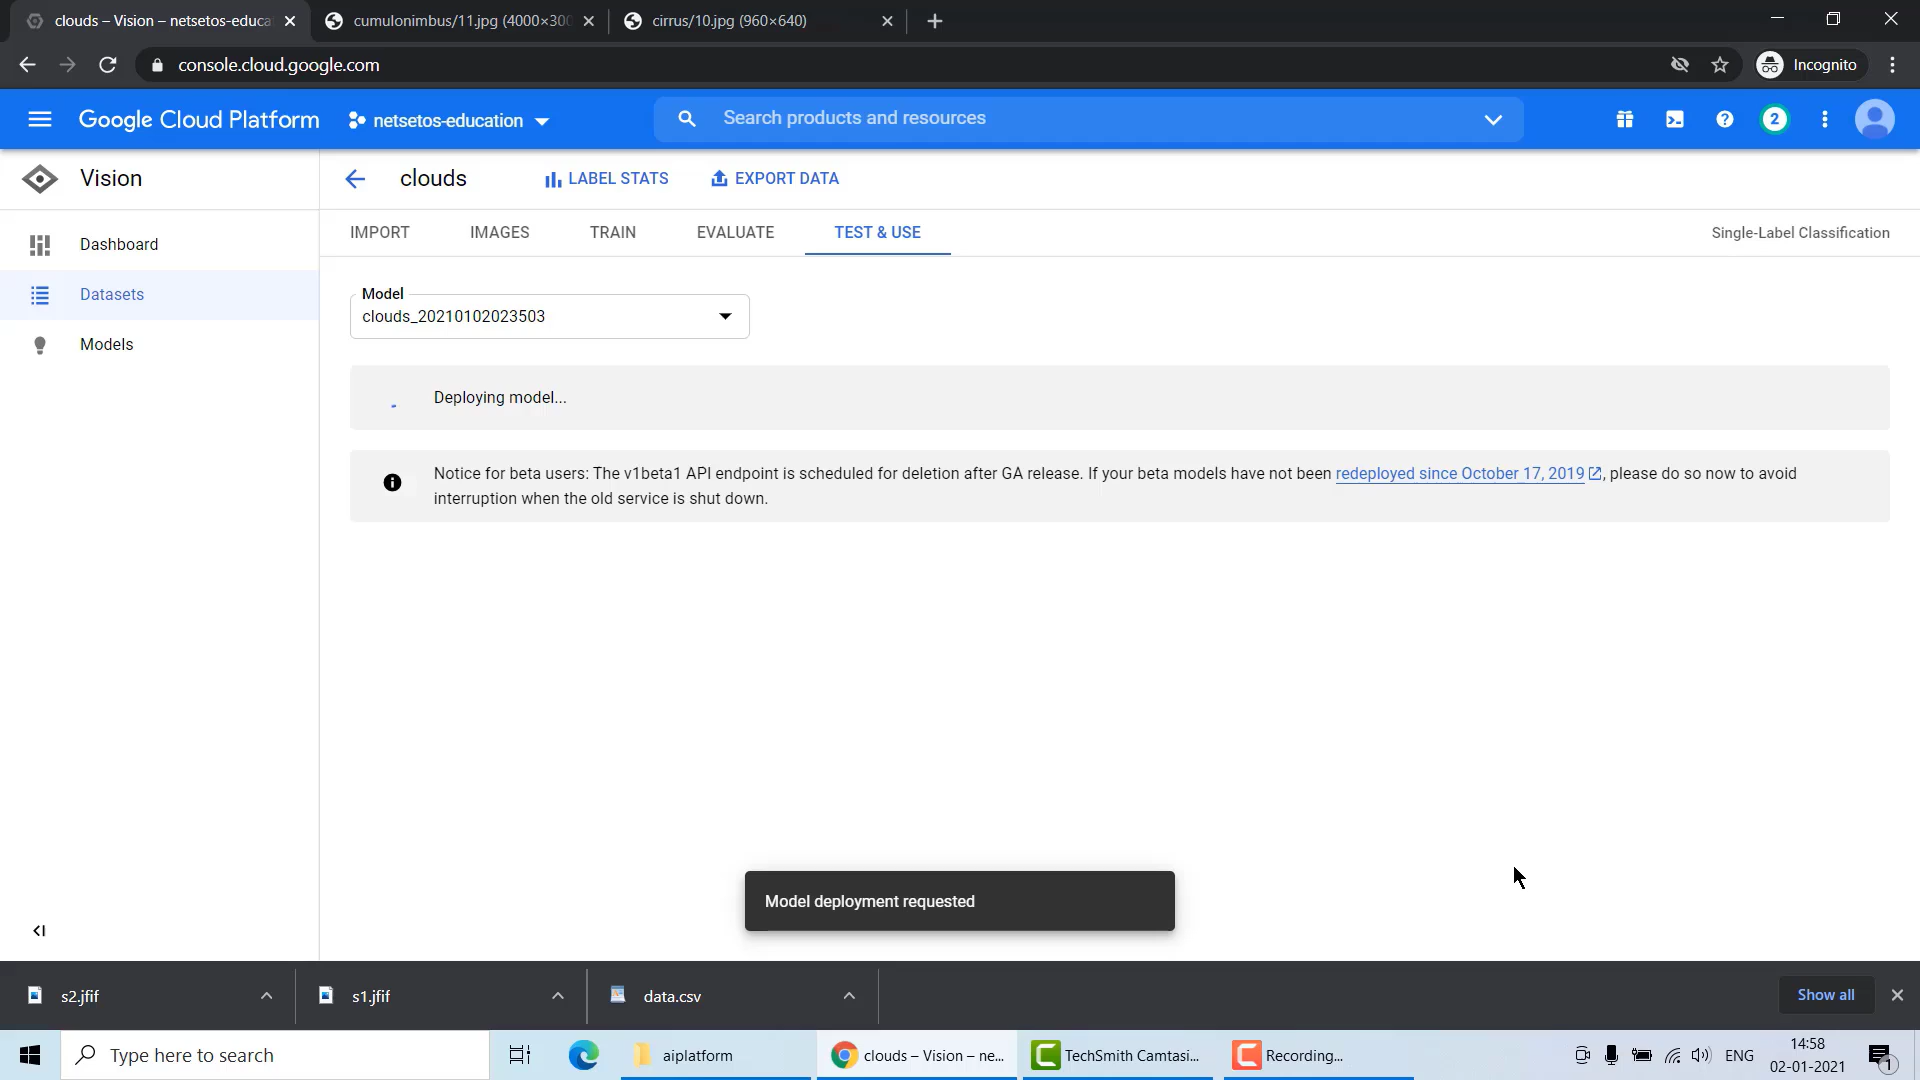 clouds – Vision – netsetos-educa
cumulonimbus/11.jpg (4000×300
cirrus/10.jpg (960×640)
console.cloud.google.com
Incognito
Google Cloud Platform
netsetos-education
Search products and resources
2
Vision
clouds
LABEL STATS
EXPORT DATA
Dashboard
Datasets
Models
IMPORT
IMAGES
TRAIN
EVALUATE
TEST & USE
Single-Label Classification
Model
clouds_20210102023503
Deploying model...
Notice for beta users: The v1beta1 API endpoint is scheduled for deletion after GA release. If your beta models have not been redeployed since October 17, 2019, please do so now to avoid
interruption when the old service is shut down.
Model deployment requested
s2.jfif
s1.jfif
data.csv
Show all
Type here to search
aiplatform
clouds – Vision – ne...
TechSmith Camtasi...
Recording...
ENG
14:58
02-01-2021
1